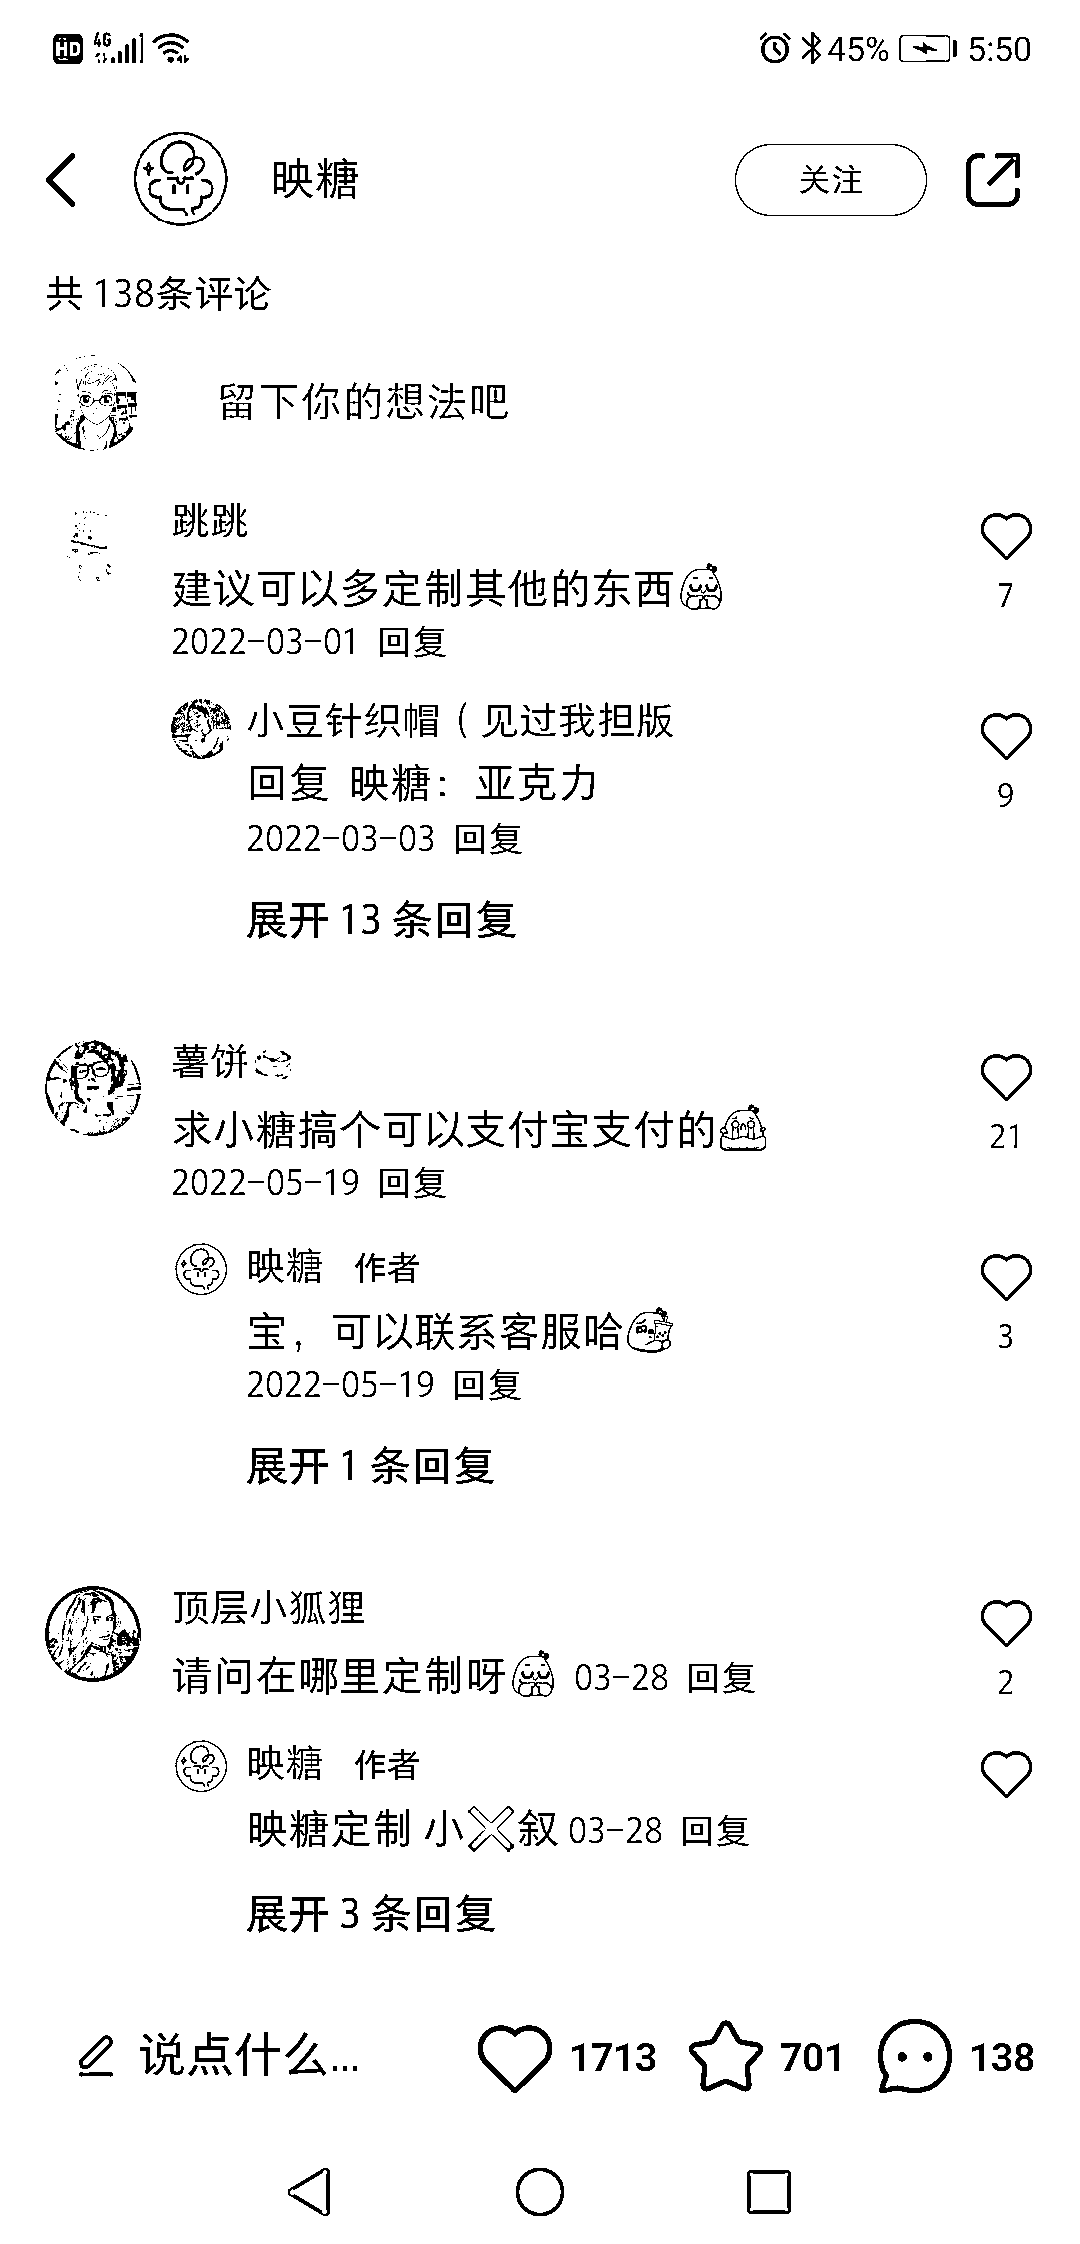 HD 4G 45% 5:50
映糖 关注
共 138条评论
留下你的想法吧
跳跳
建议可以多定制其他的东西
7
2022-03-01 回复
小豆针织帽（见过我担版
回复 映糖：亚克力
9
2022-03-03 回复
展开 13 条回复
薯饼
求小糖搞个可以支付宝支付的
21
2022-05-19 回复
映糖 作者
宝，可以联系客服哈
3
2022-05-19 回复
展开 1 条回复
顶层小狐狸
请问在哪里定制呀 03-28 回复
2
映糖 作者
映糖定制 小❌叙 03-28 回复
展开 3 条回复
说点什么... 1713 701 138